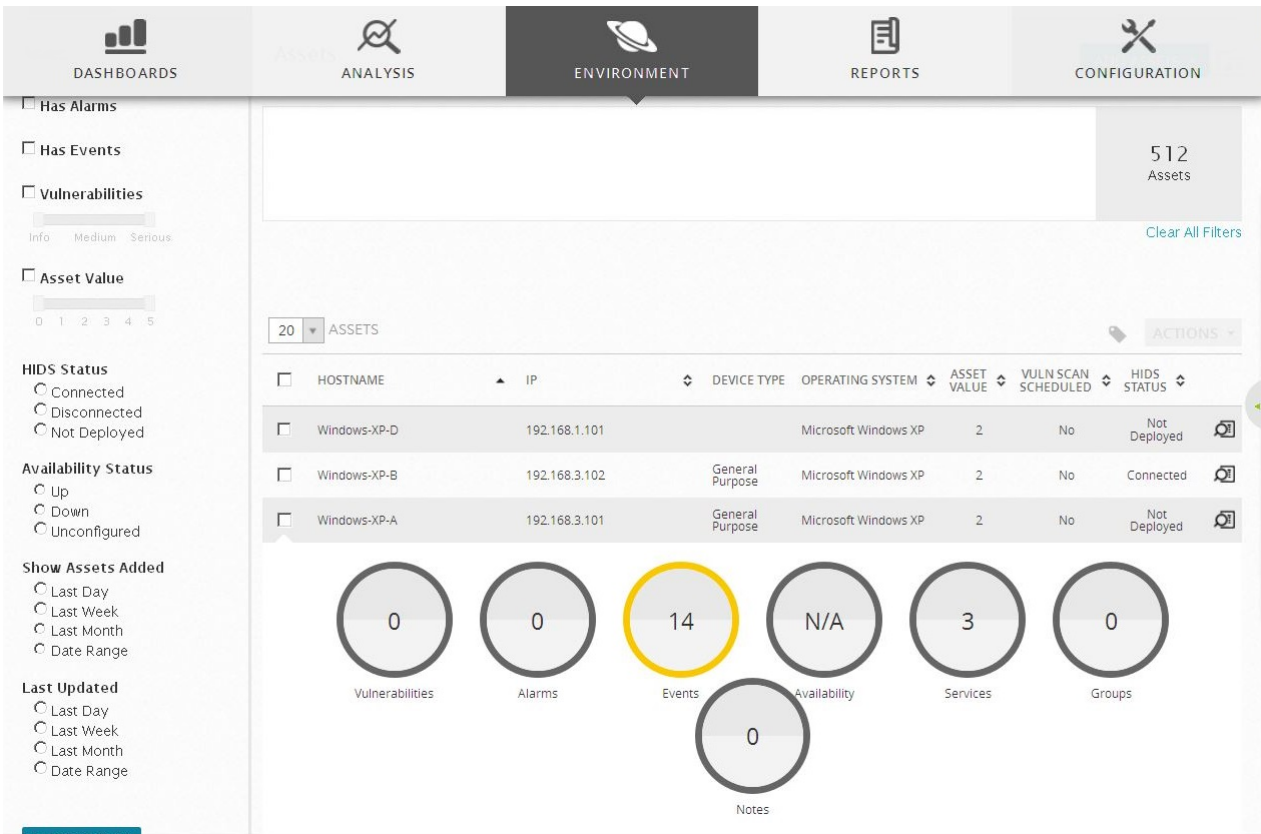 DASHBOARDS ANALYSIS ENVIRONMENT REPORTS CONFIGURATION
Assets
Has Alarms
Has Events
Vulnerabilities
Info Medium Serious
Asset Value
0 1 2 3 4 5
HIDS Status
Connected
Disconnected
Not Deployed
Availability Status
Up
Down
Unconfigured
Show Assets Added
Last Day
Last Week
Last Month
Date Range
Last Updated
Last Day
Last Week
Last Month
Date Range
512
Assets
Clear All Filters
20 ASSETS ACTIONS
HOSTNAME IP DEVICE TYPE OPERATING SYSTEM ASSET VALUE VULN SCAN SCHEDULED HIDS STATUS
Windows-XP-D 192.168.1.101 Microsoft Windows XP 2 No Not Deployed
Windows-XP-B 192.168.3.102 General Purpose Microsoft Windows XP 2 No Connected
Windows-XP-A 192.168.3.101 General Purpose Microsoft Windows XP 2 No Not Deployed
0 0 14 N/A 3 0
Vulnerabilities Alarms Events Availability Services Groups
0
Notes